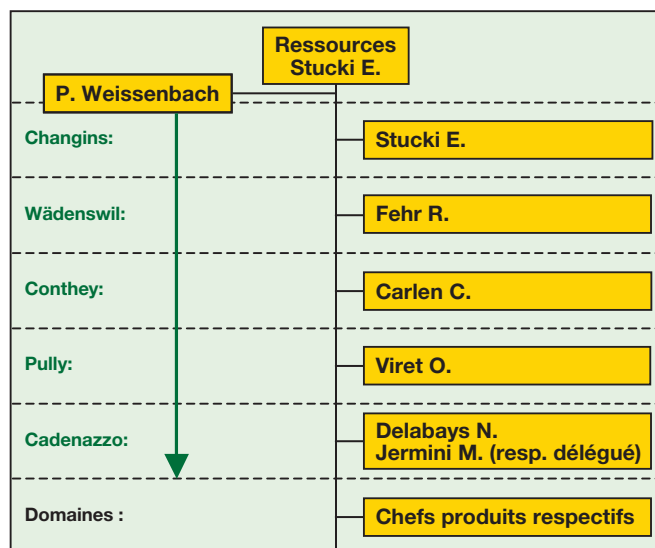 Ressources
Stucki E.
P. Weissenbach
Changins:
Stucki E.
Wädenswil:
Fehr R.
Conthey:
Carlen C.
Pully:
Viret O.
Cadenazzo:
Delabays N.
Jermini M. (resp. délégué)
Domaines :
Chefs produits respectifs